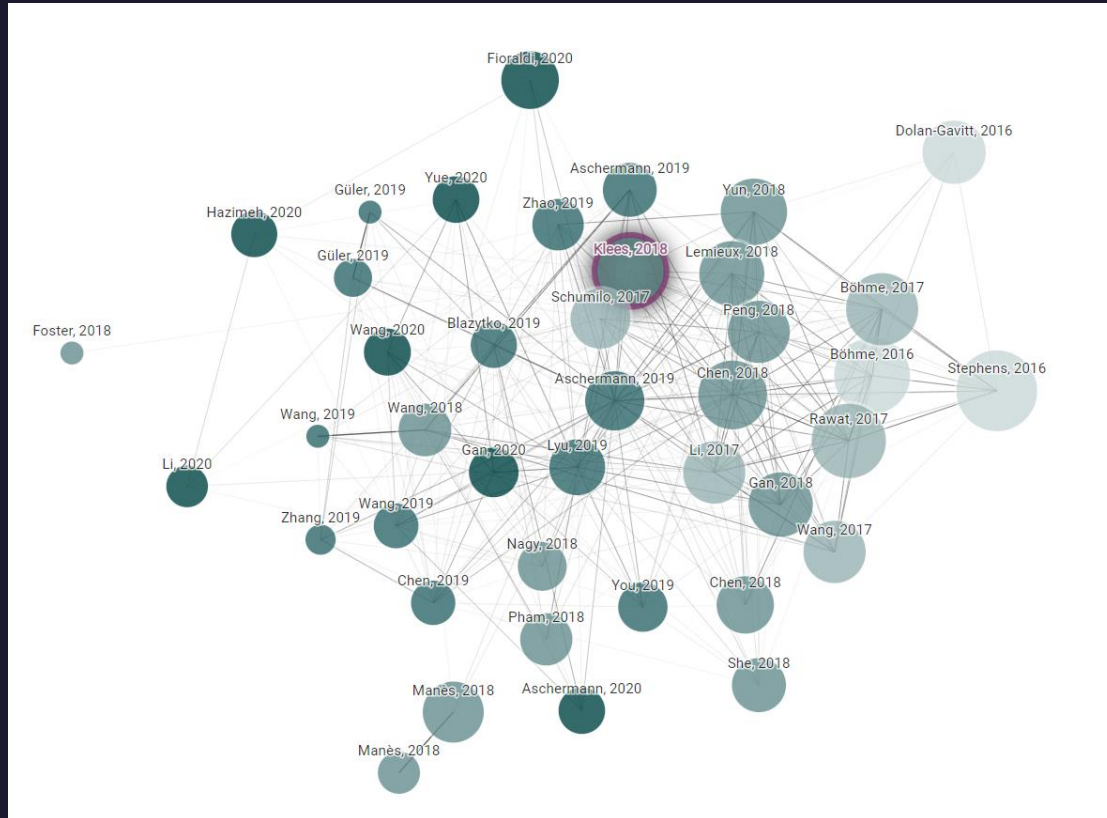 Fioraldi, 2020
Dolan-Gavitt, 2016
Aschermann, 2019
Yue, 2020
Güler, 2019
Yun, 2018
Zhao, 2019
Hazimeh, 2020
Klees, 2018
Lemieux, 2018
Güler, 2019
Böhme, 2017
Schumilo, 2017
Peng, 2018
Blazytko, 2019
Foster, 2018
Wang, 2020
Böhme, 2016
Stephens, 2016
Chen, 2018
Aschermann, 2019
Rawat, 2017
Wang, 2018
Wang, 2019
Lyu, 2019
Gan, 2020
Li, 2017
Li, 2020
Gan, 2018
Wang, 2019
Zhang, 2019
Wang, 2017
Nagy, 2018
Chen, 2019
You, 2019
Chen, 2018
Pham, 2018
She, 2018
Manès, 2018
Aschermann, 2020
Manès, 2018